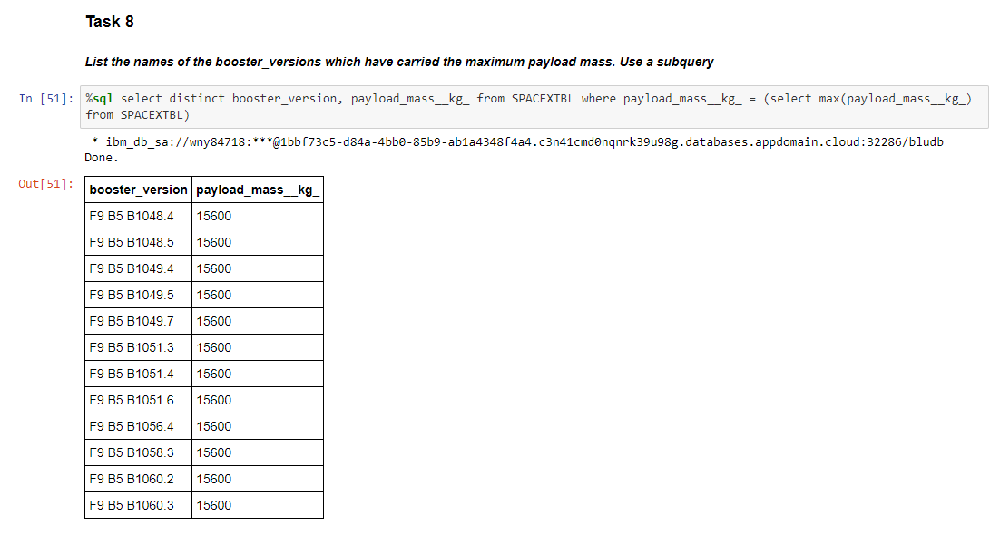 Task 8
List the names of the booster_versions which have carried the maximum payload mass. Use a subquery
In [51]: %sql select distinct booster_version, payload_mass__kg_ from SPACEXTBL where payload_mass__kg_ = (select max(payload_mass__kg_)
from SPACEXTBL)
* ibm_db_sa://wny84718:***@1bbf73c5-d84a-4bb0-85b9-ab1a4348f4a4.c3n41cmd0nqnrk39u98g.databases.appdomain.cloud:32286/bludb
Done.
Out[51]:
booster_version payload_mass__kg_
F9 B5 B1048.4 15600
F9 B5 B1048.5 15600
F9 B5 B1049.4 15600
F9 B5 B1049.5 15600
F9 B5 B1049.7 15600
F9 B5 B1051.3 15600
F9 B5 B1051.4 15600
F9 B5 B1051.6 15600
F9 B5 B1056.4 15600
F9 B5 B1058.3 15600
F9 B5 B1060.2 15600
F9 B5 B1060.3 15600